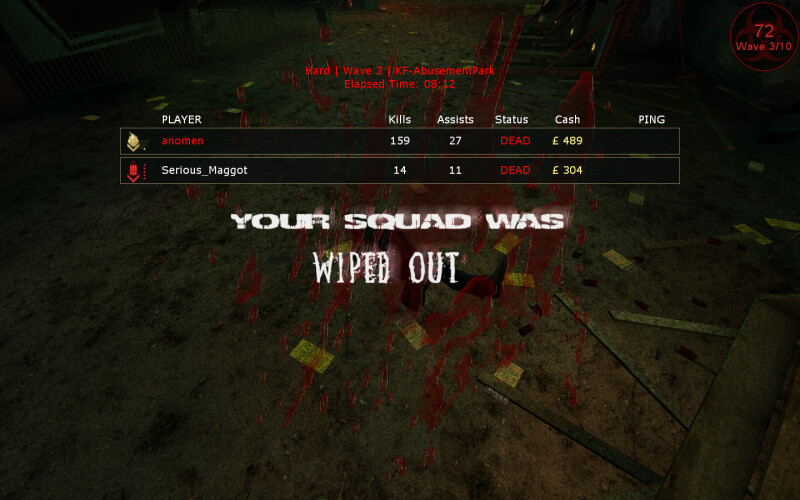 72
Wave 3/10
Hard | Wave 3 | KF-AbusementPark
Elapsed Time: 08:12
PLAYER Kills Assists Status Cash PING
anomen 159 27 DEAD £ 489
Serious_Maggot 14 11 DEAD £ 304
YOUR SQUAD WAS
WIPED OUT